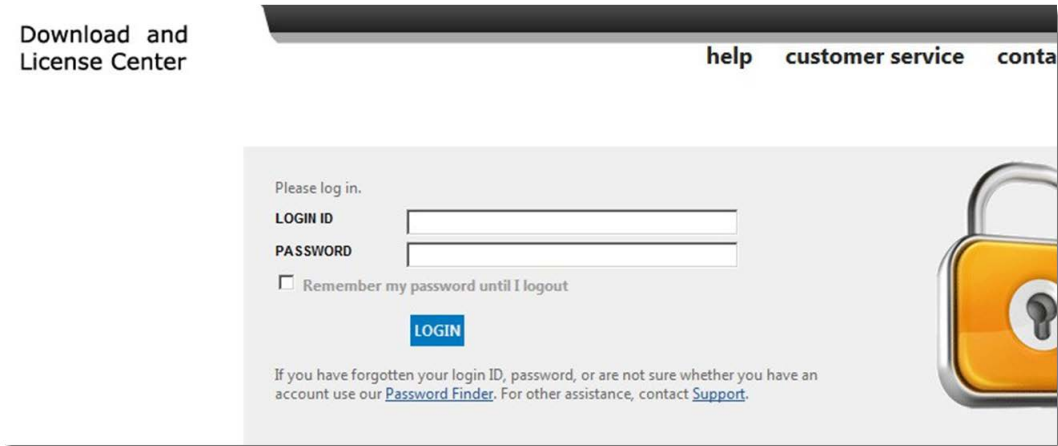 Download and
License Center
help customer service conta
Please log in.
LOGIN ID
PASSWORD
Remember my password until I logout
LOGIN
If you have forgotten your login ID, password, or are not sure whether you have an
account use our Password Finder. For other assistance, contact Support.